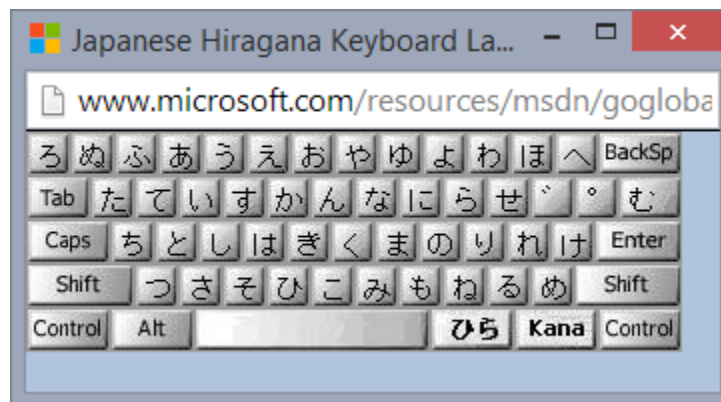 Japanese Hiragana Keyboard La...
www.microsoft.com/resources/msdn/togloba
ろ ぬ ふ あ う え お や ゆ よ わ ほ へ BackSp
Tab た て い す か ん な に ら せ ゛ ゜ む
Caps ち と し は き く ま の り れ け Enter
Shift つ さ そ ひ こ み も ね る め Shift
Control Alt ひら Kana Control